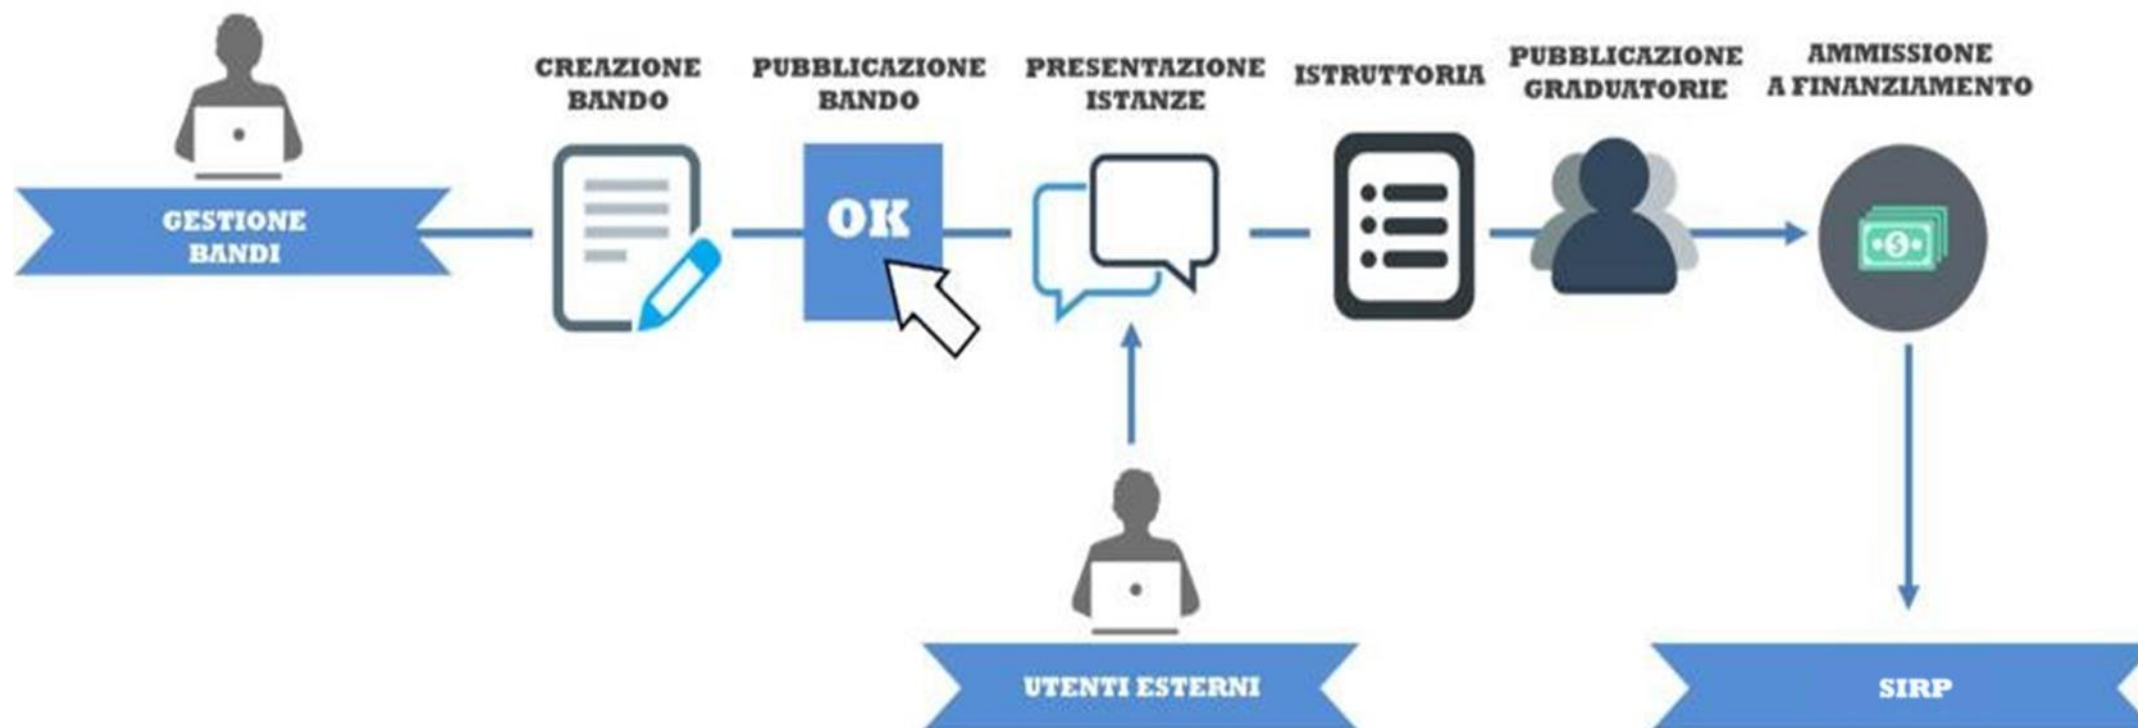 GESTIONE
BANDI
CREAZIONE
BANDO
PUBBLICAZIONE
BANDO
OK
PRESENTAZIONE
ISTANZE
ISTRUTTORIA
PUBBLICAZIONE
GRADUATORIE
AMMISSIONE
A FINANZIAMENTO
$
UTENTI ESTERNI
SIRP